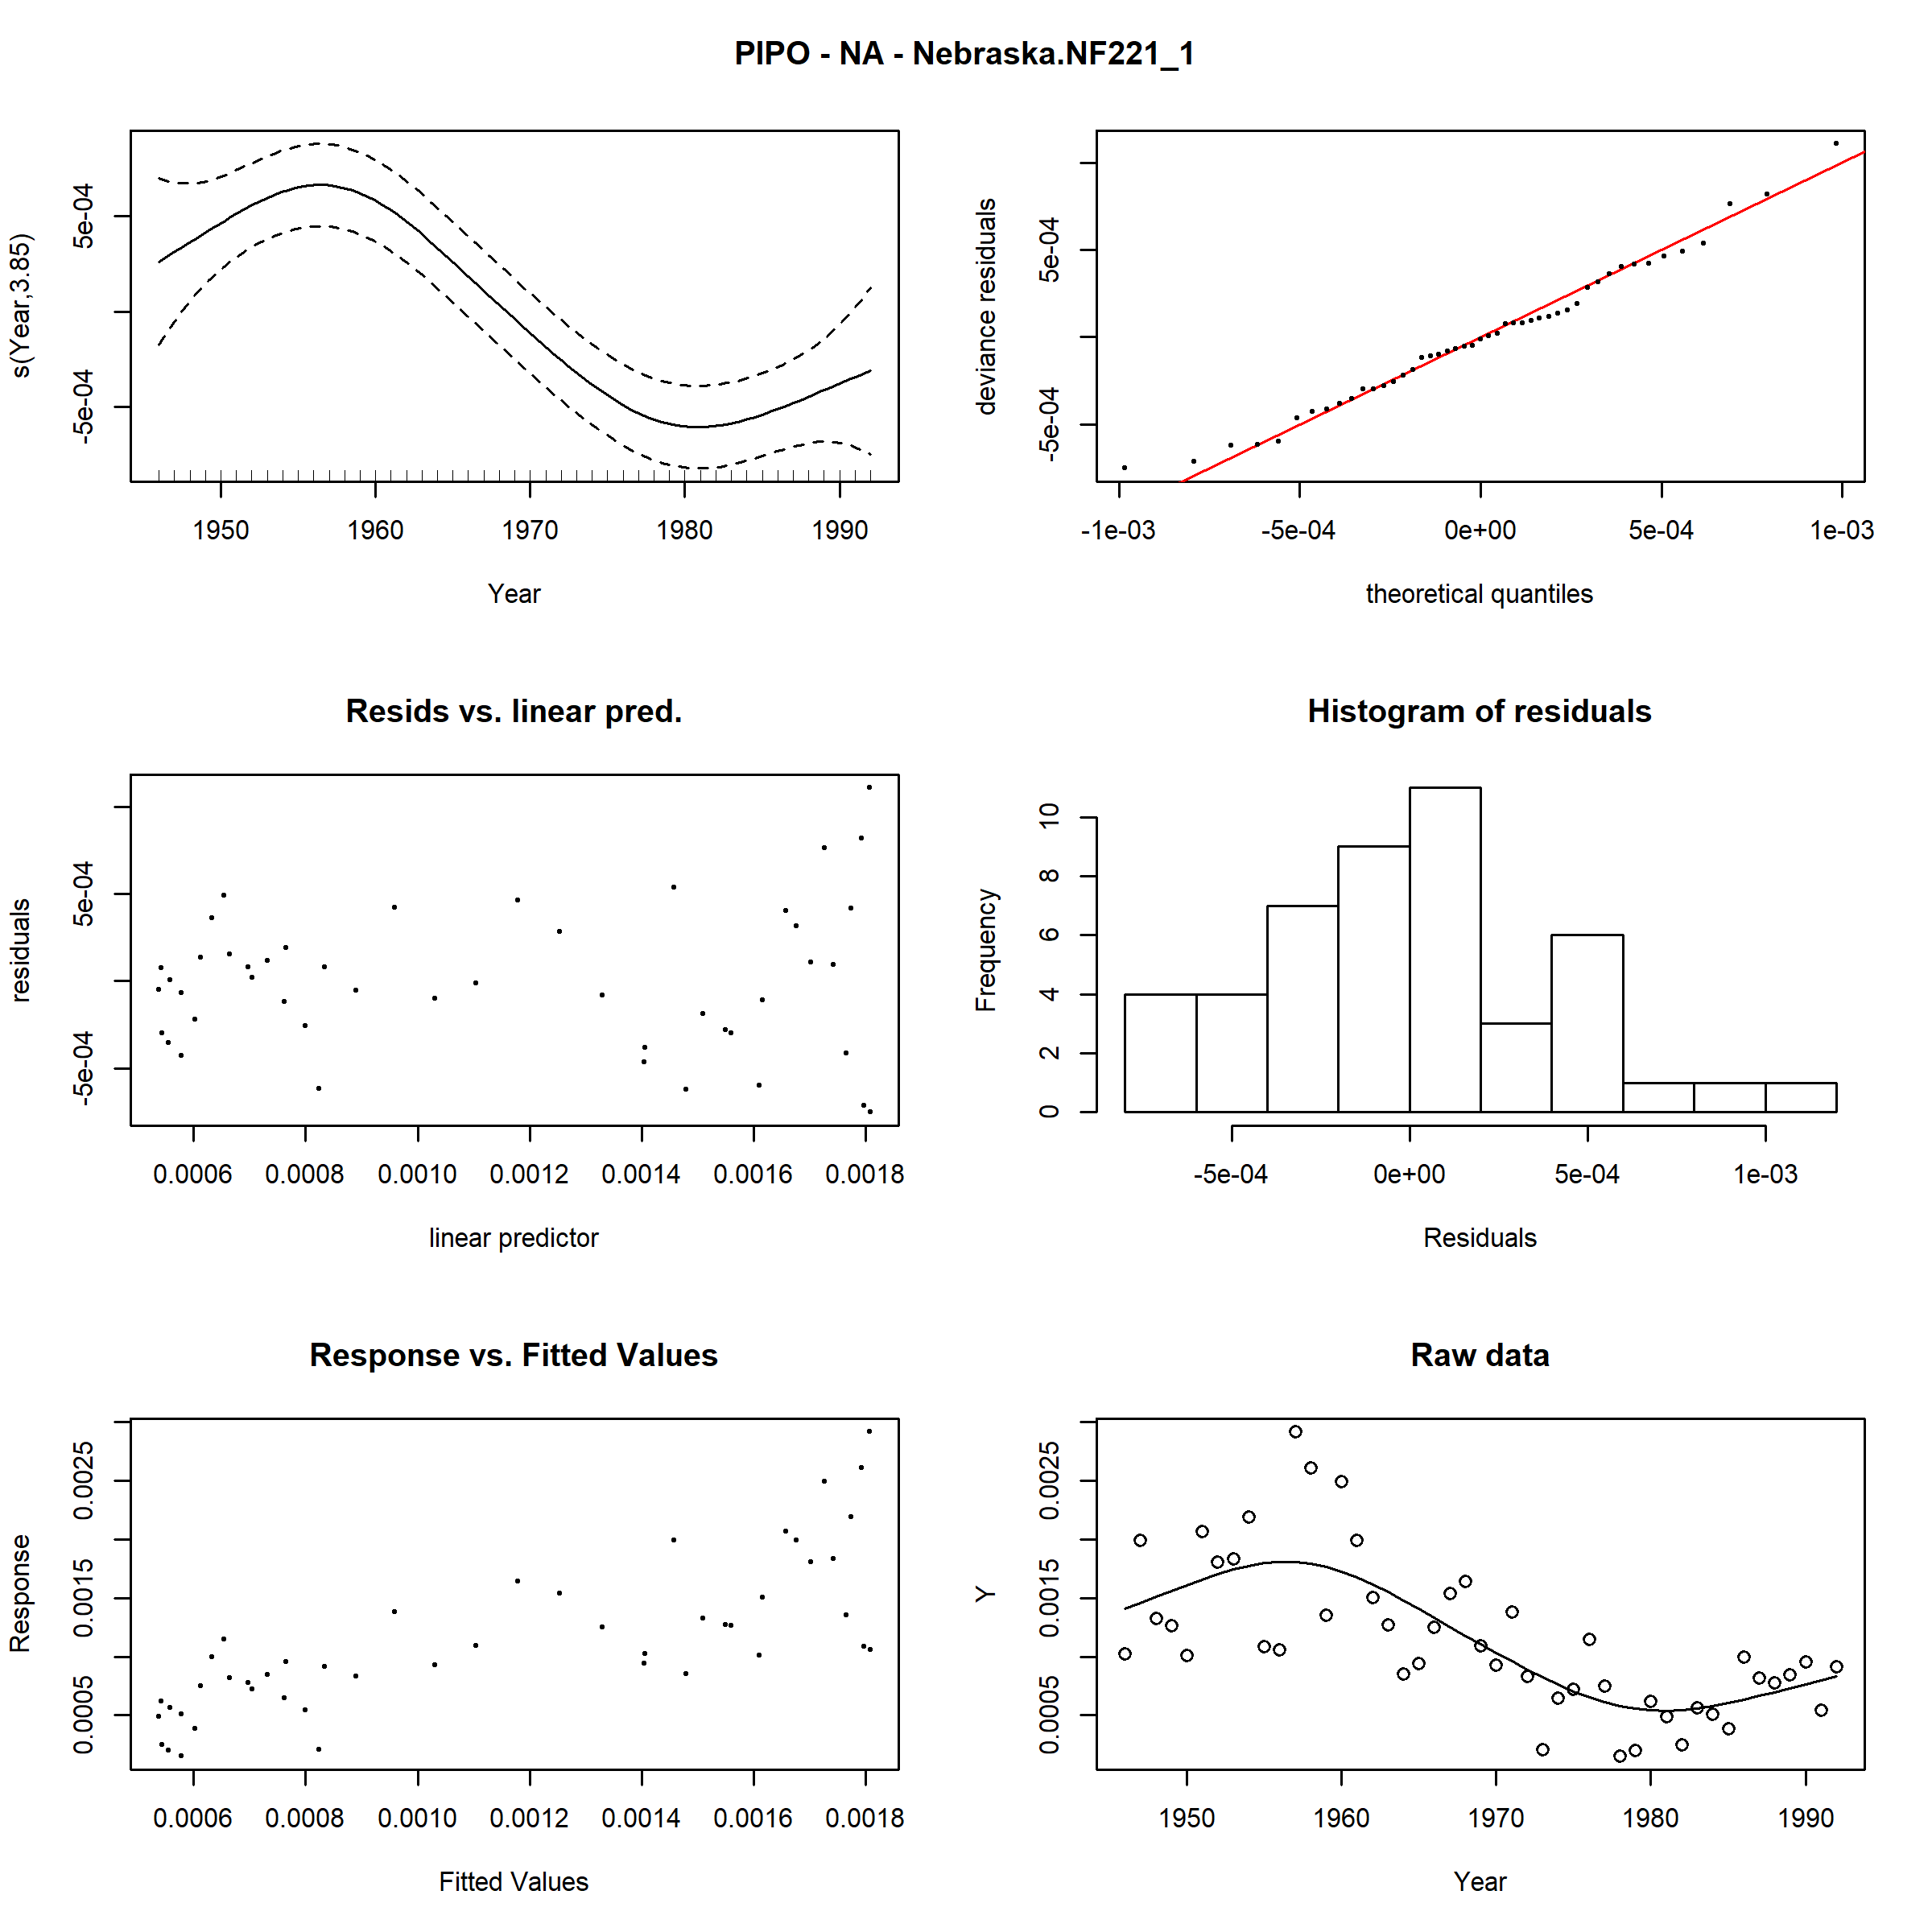 PIPO - NA - Nebraska.NF221_1
s(Year,3.85)
-5e-04 5e-04
1950 1960 1970 1980 1990
Year
deviance residuals
-5e-04 5e-04
-1e-03 -5e-04 0e+00 5e-04 1e-03
theoretical quantiles
Resids vs. linear pred.
residuals
-5e-04 5e-04
0.0006 0.0008 0.0010 0.0012 0.0014 0.0016 0.0018
linear predictor
Histogram of residuals
Frequency
0 2 4 6 8 10
-5e-04 0e+00 5e-04 1e-03
Residuals
Response vs. Fitted Values
Response
0.0005 0.0015 0.0025
0.0006 0.0008 0.0010 0.0012 0.0014 0.0016 0.0018
Fitted Values
Raw data
Y
0.0005 0.0015 0.0025
1950 1960 1970 1980 1990
Year